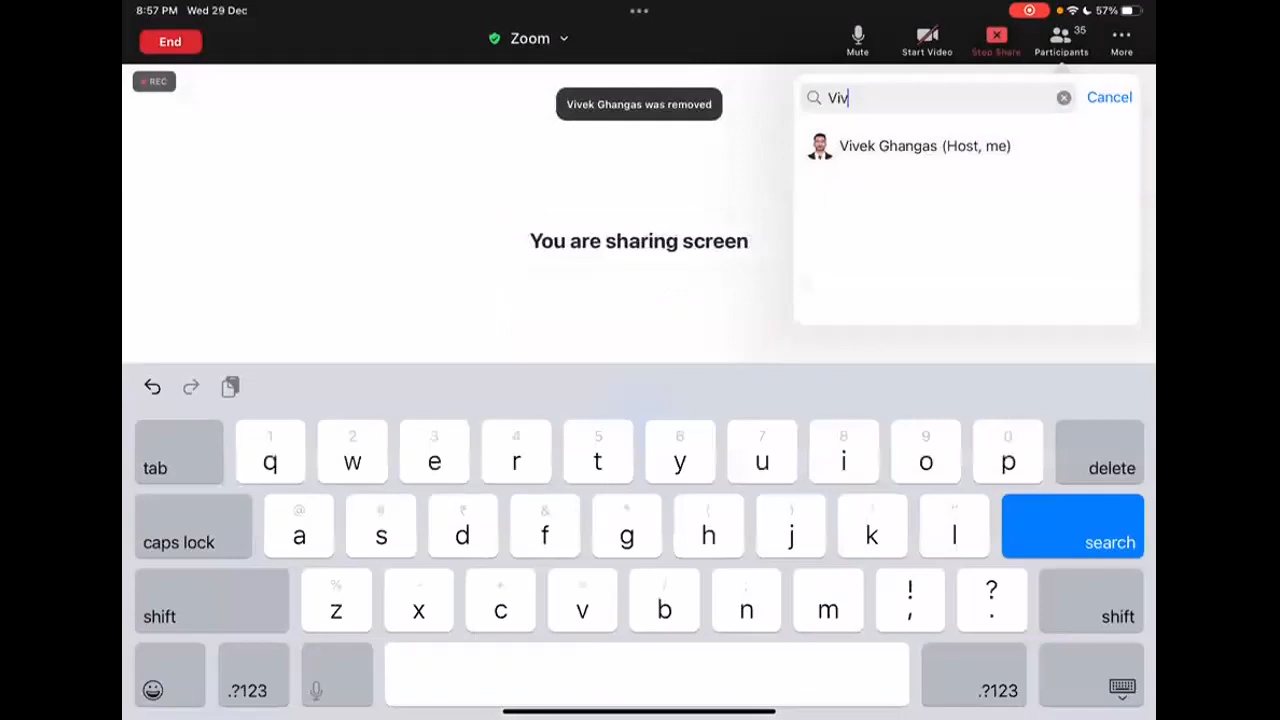 8:57 PM Wed 29 Dec
57%
End
Zoom
Mute
Start Video
Stop Share
Participants
35
More
REC
Vivek Ghangas was removed
Viv
Cancel
Vivek Ghangas (Host, me)
You are sharing screen
1 2 3 4 5 6 7 8 9 0
tab q w e r t y u i o p delete
@ # ₹ & * ( ) ' "
caps lock a s d f g h j k l search
% - + = / ; : ! ?
shift z x c v b n m , . shift
.?123 .?123